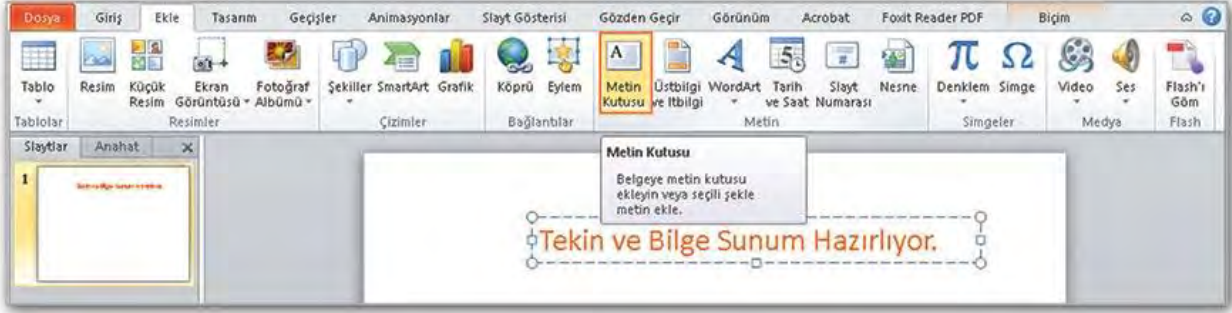 Dosya Giriş Ekle Tasarım Geçişler Animasyonlar Slayt Gösterisi Gözden Geçir Görünüm Acrobat Foxit Reader PDF Biçim
Tablo Resim Küçük Resim Ekran Görüntüsü Fotoğraf Albümü Şekiller SmartArt Grafik Köprü Eylem Metin Kutusu Üstbilgi ve ltbilgi WordArt Tarih ve Saat Slayt Numarası Nesne Denklem Simge Video Ses Flash'ı Göm
Tablolar Resimler Çizimler Bağlantılar Metin Simgeler Medya Flash
Slaytlar Anahat
1
Metin Kutusu
Belgeye metin kutusu
ekleyin veya seçili şekle
metin ekle.
Tekin ve Bilge Sunum Hazırlıyor.